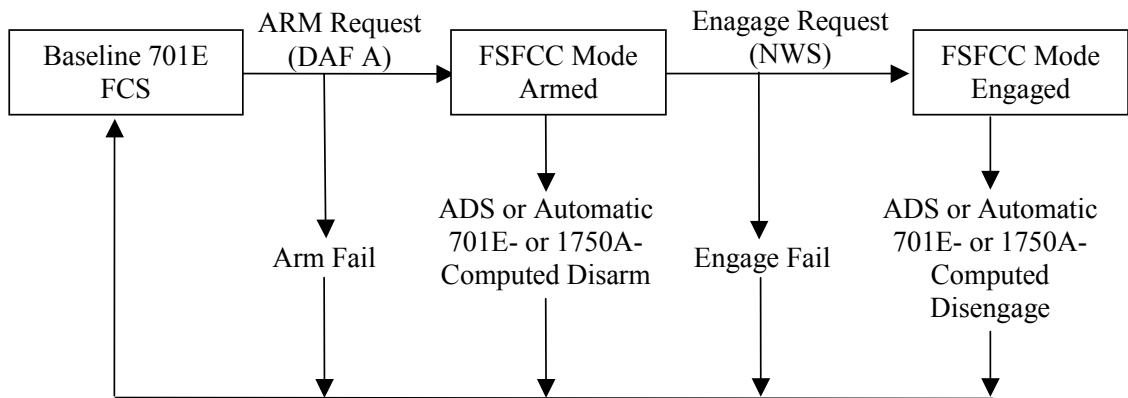 Baseline 701E
FCS
ARM Request
(DAF A)
FSFCC Mode
Armed
Enagage Request
(NWS)
FSFCC Mode
Engaged
Arm Fail
ADS or Automatic
701E- or 1750A-
Computed Disarm
Engage Fail
ADS or Automatic
701E- or 1750A-
Computed
Disengage